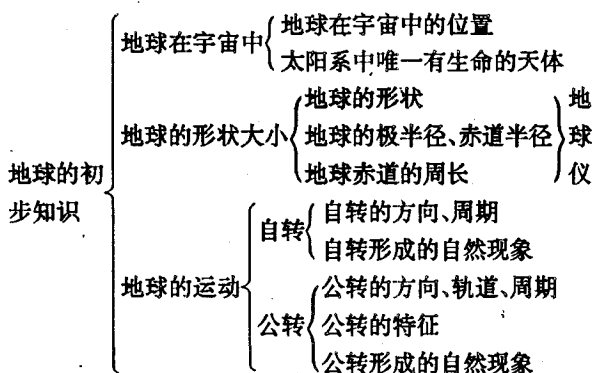 地球的初
步知识
地球在宇宙中
地球在宇宙中的位置
太阳系中唯一有生命的天体
地球的形状大小
地球的形状
地球的极半径、赤道半径
地球赤道的周长
地
球
仪
地球的运动
自转
自转的方向、周期
自转形成的自然现象
公转
公转的方向、轨道、周期
公转的特征
公转形成的自然现象